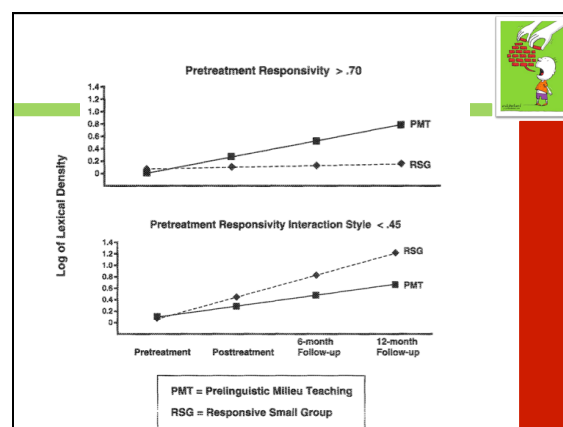 Pretreatment Responsivity > .70
1.4
1.2
1.0
0.8
0.6
0.4
0.2
0
PMT
RSG
Log of Lexical Density
Pretreatment Responsivity Interaction Style < .45
1.4
1.2
1.0
0.8
0.6
0.4
0.2
0
RSG
PMT
Pretreatment
Posttreatment
6-month
Follow-up
12-month
Follow-up
PMT = Prelinguistic Milieu Teaching
RSG = Responsive Small Group